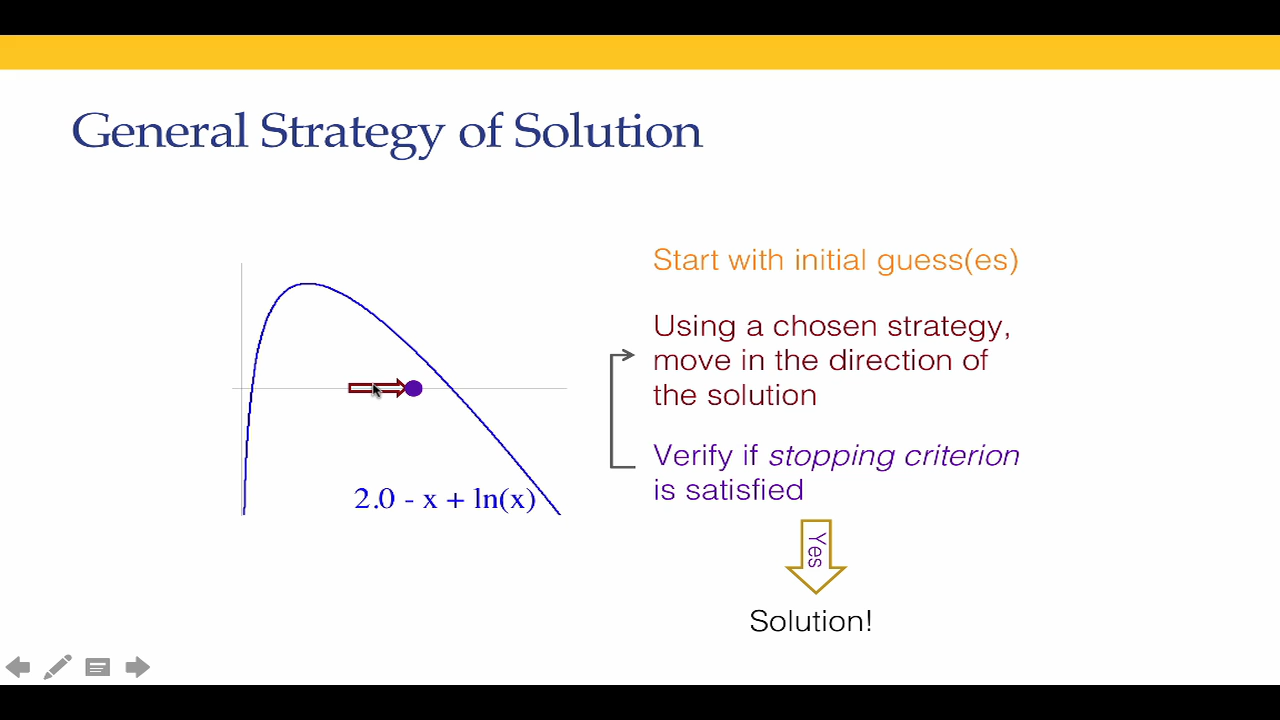 General Strategy of Solution
Start with initial guess(es)
Using a chosen strategy,
move in the direction of
the solution
Verify if stopping criterion
is satisfied
2.0 - x + ln(x)
Yes
Solution!